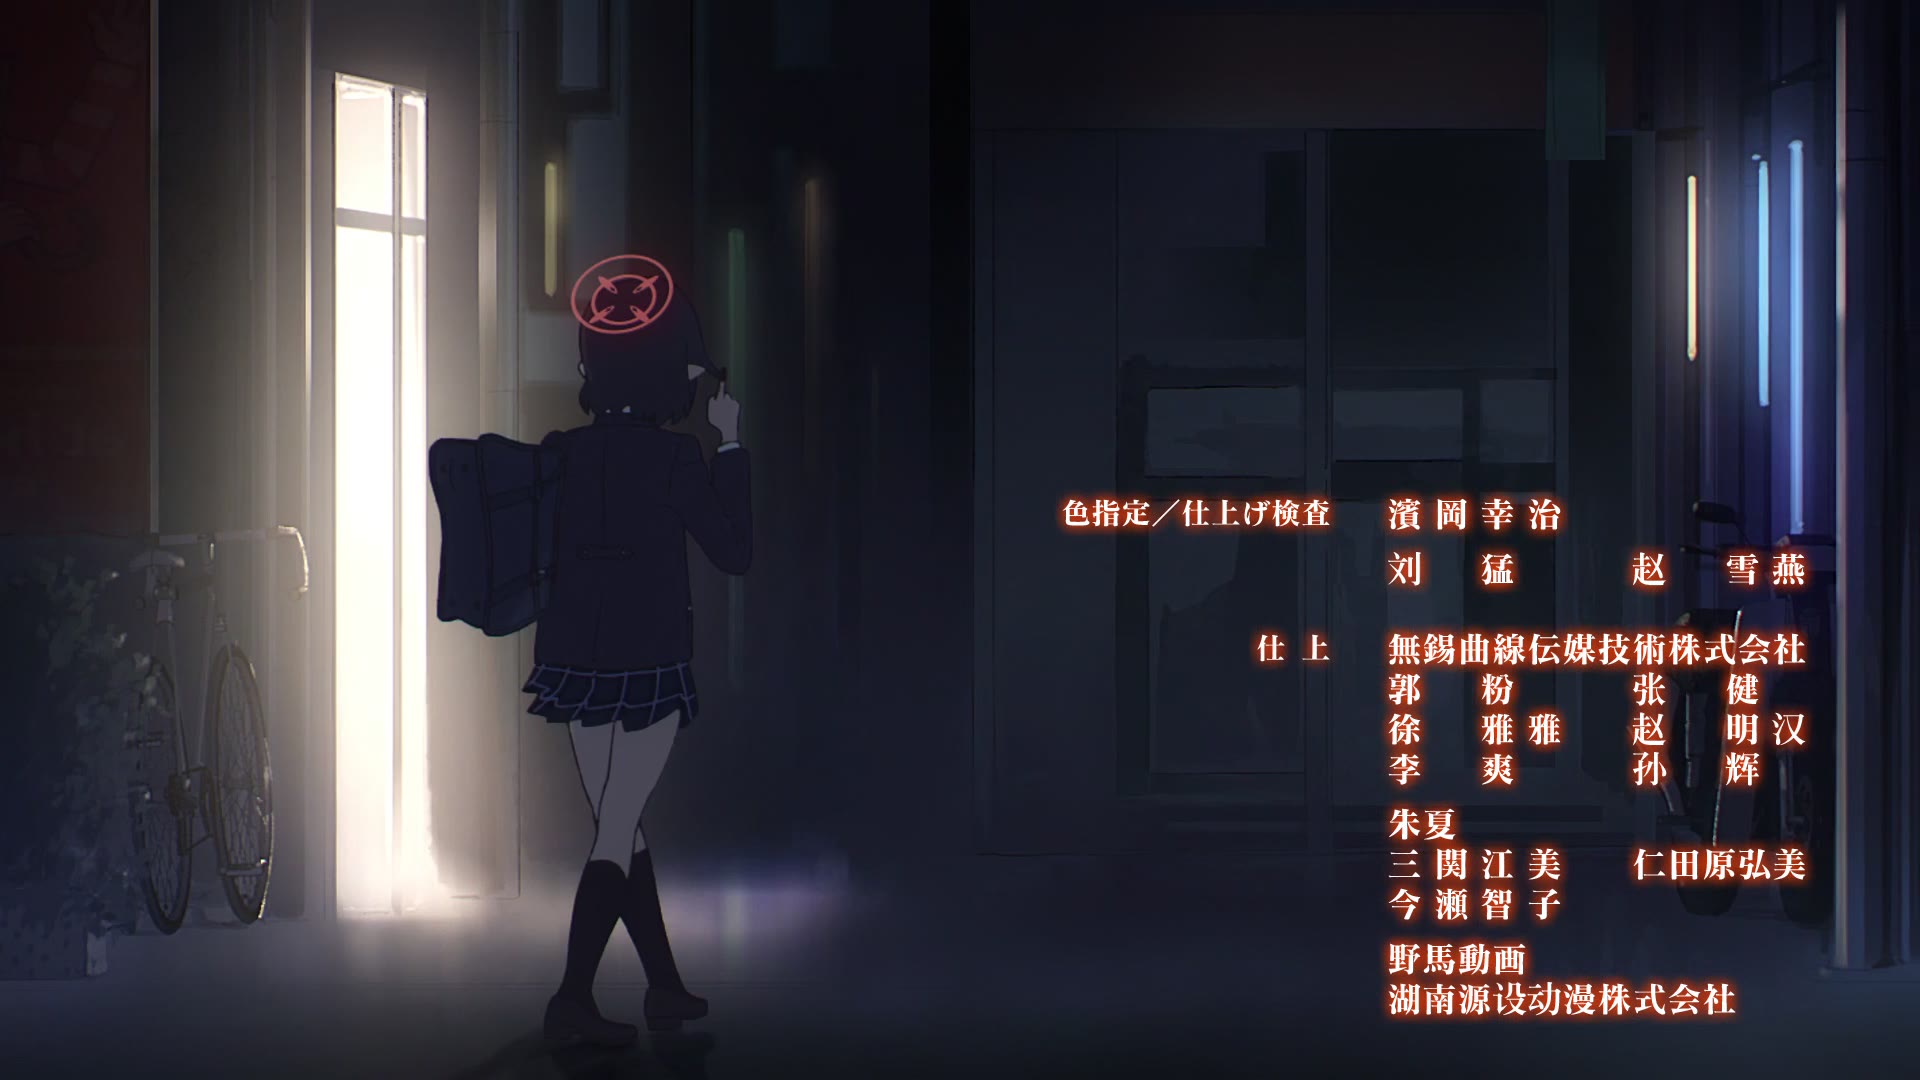 色指定／仕上げ検査 濱岡幸治
刘猛 赵雪燕
仕上 無錫曲線伝媒技術株式会社
郭粉 张健
徐雅雅 赵明汉
李爽 孙辉
朱夏
三関江美 仁田原弘美
今瀬智子
野馬動画
湖南源设动漫株式会社